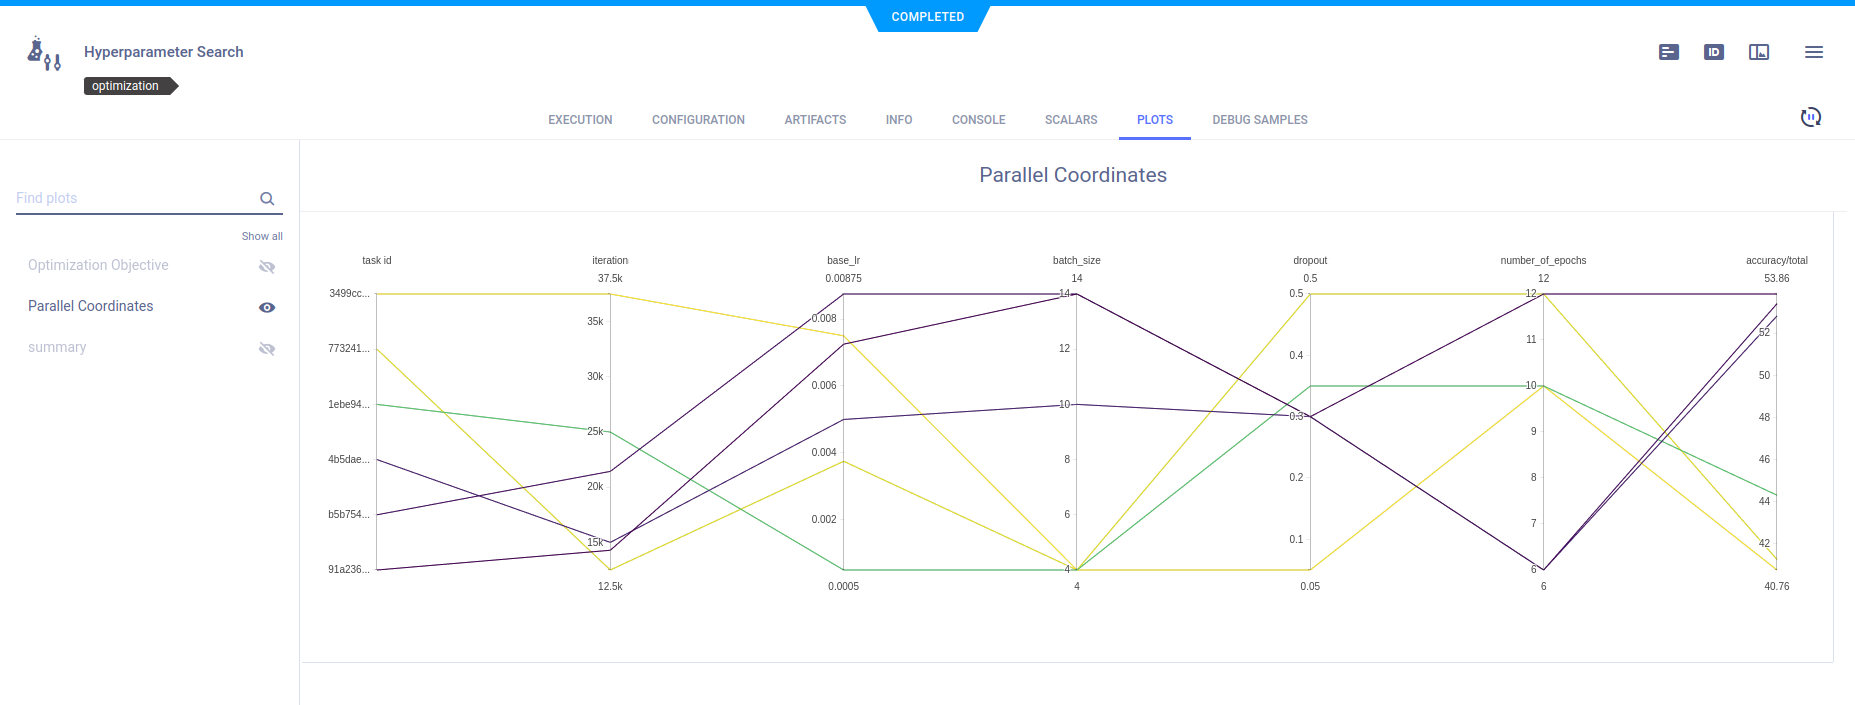 COMPLETED
Hyperparameter Search
optimization
ID
EXECUTION CONFIGURATION ARTIFACTS INFO CONSOLE SCALARS PLOTS DEBUG SAMPLES
Find plots
Show all
Optimization Objective
Parallel Coordinates
summary
Parallel Coordinates
task id iteration base_lr batch_size dropout number_of_epochs accuracy/total
37.5k 0.00875 14 0.5 12 53.86
3499cc...
773241...
1ebe94...
4b5dae...
b5b754...
91a236...
35k
30k
25k
20k
15k
12.5k
0.008
0.006
0.004
0.002
0.0005
14
12
10
8
6
4
4
0.5
0.4
0.3
0.2
0.1
0.05
12
11
10
9
8
7
6
6
52
50
48
46
44
42
40.76